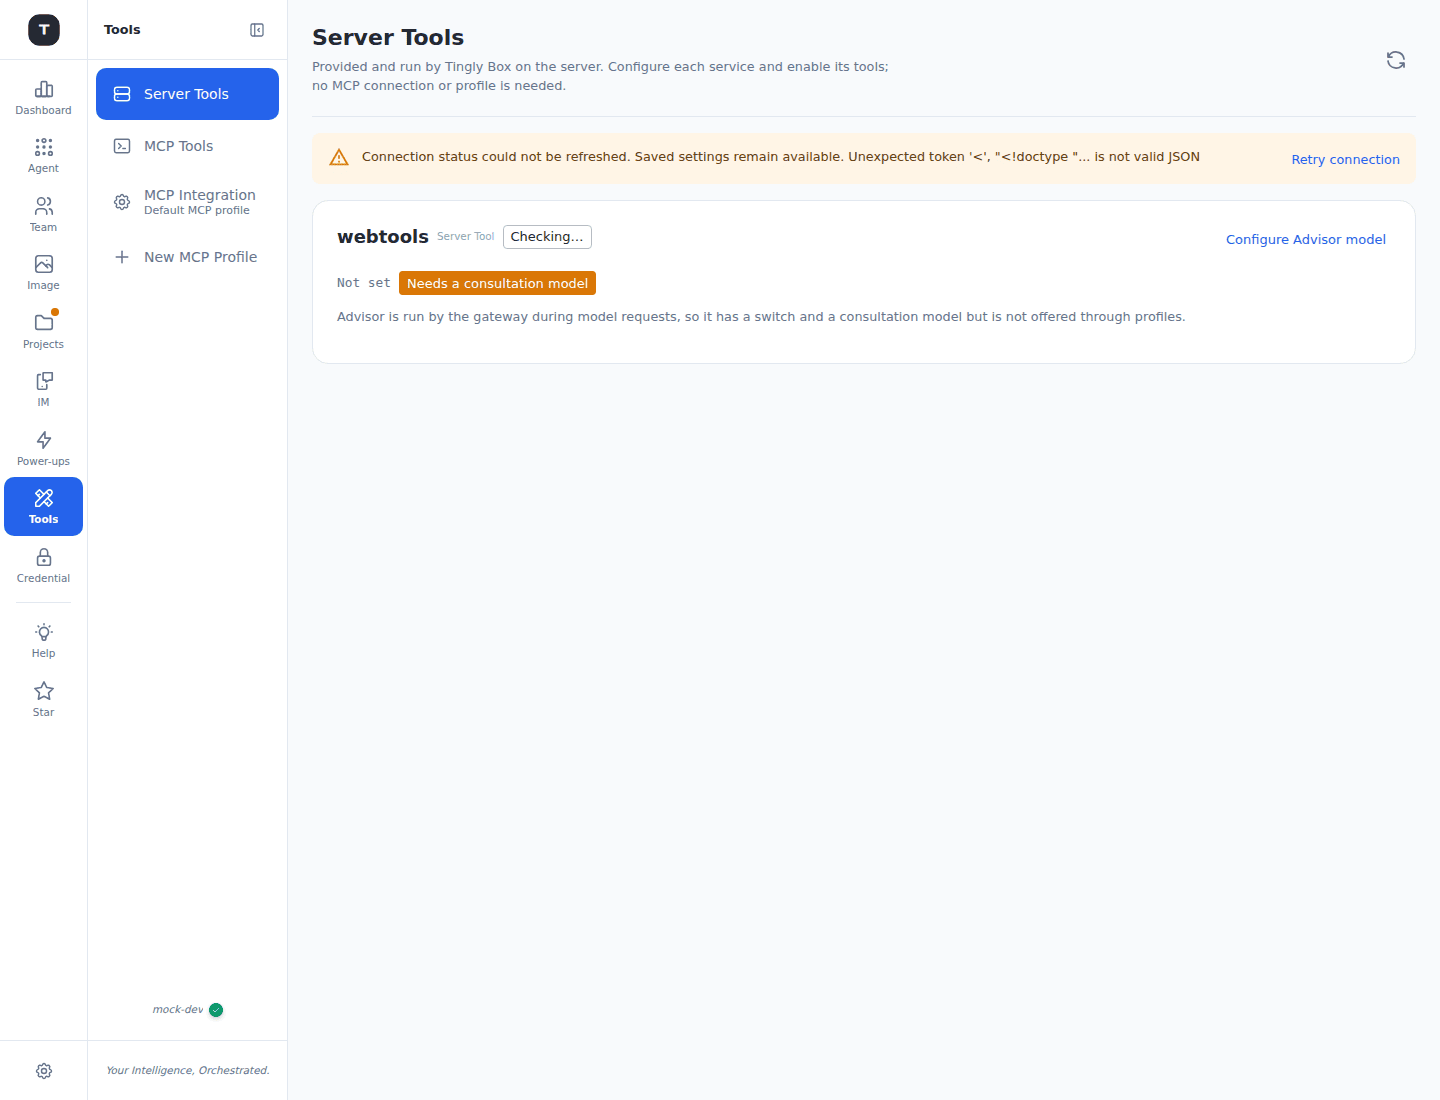 T
Tools
Dashboard
Agent
Team
Image
Projects
IM
Power-ups
Tools
Credential
Help
Star
Server Tools
MCP Tools
MCP Integration
Default MCP profile
New MCP Profile
mock-dev
Your Intelligence, Orchestrated.
Server Tools
Provided and run by Tingly Box on the server. Configure each service and enable its tools;
no MCP connection or profile is needed.
Connection status could not be refreshed. Saved settings remain available. Unexpected token '<', "<!doctype "... is not valid JSON
Retry connection
webtools Server Tool Checking...
Configure Advisor model
Not set Needs a consultation model
Advisor is run by the gateway during model requests, so it has a switch and a consultation model but is not offered through profiles.